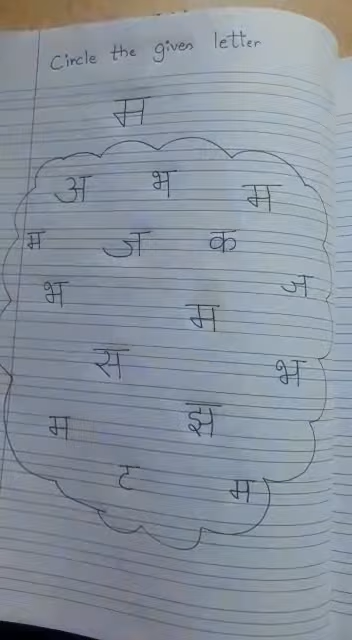 Circle the given letter
म
अ भ म
म ज क
भ ज
म
स भ
म झ
ट म